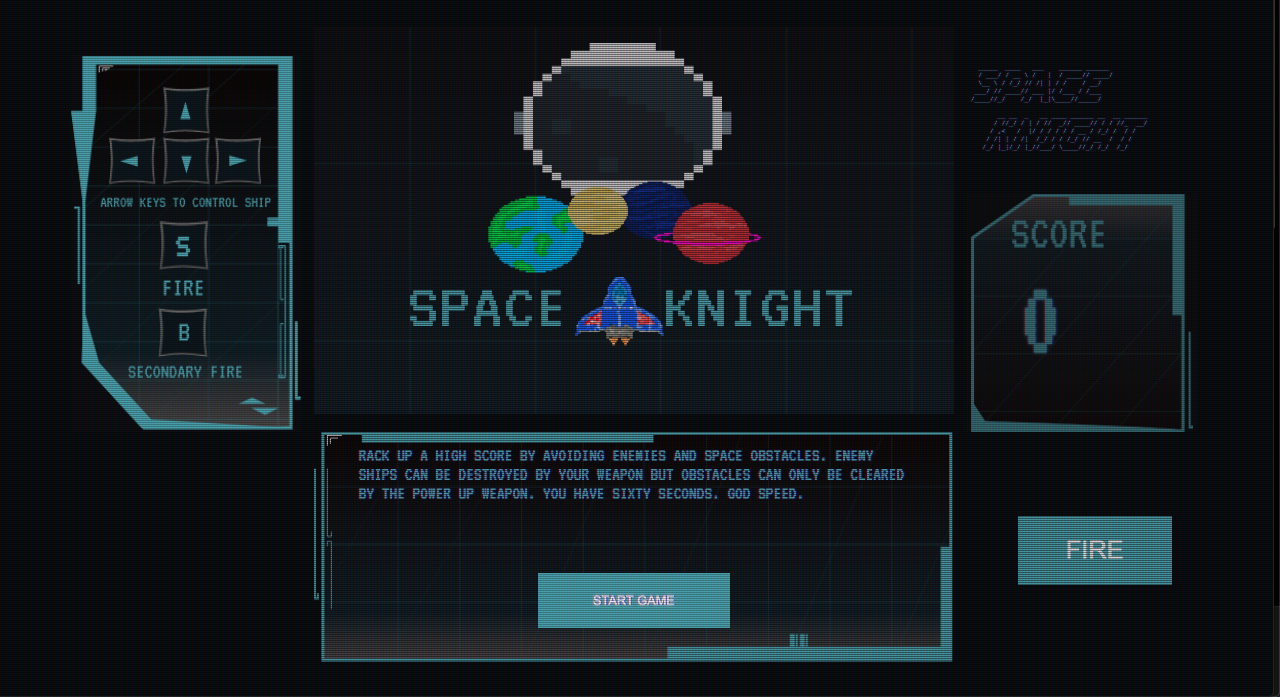 ARROW KEYS TO CONTROL SHIP
S
FIRE
B
SECONDARY FIRE
SPACE KNIGHT
RACK UP A HIGH SCORE BY AVOIDING ENEMIES AND SPACE OBSTACLES. ENEMY
SHIPS CAN BE DESTROYED BY YOUR WEAPON BUT OBSTACLES CAN ONLY BE CLEARED
BY THE POWER UP WEAPON. YOU HAVE SIXTY SECONDS. GOD SPEED.
START GAME
SPACE
KNIGHT
SCORE
0
FIRE